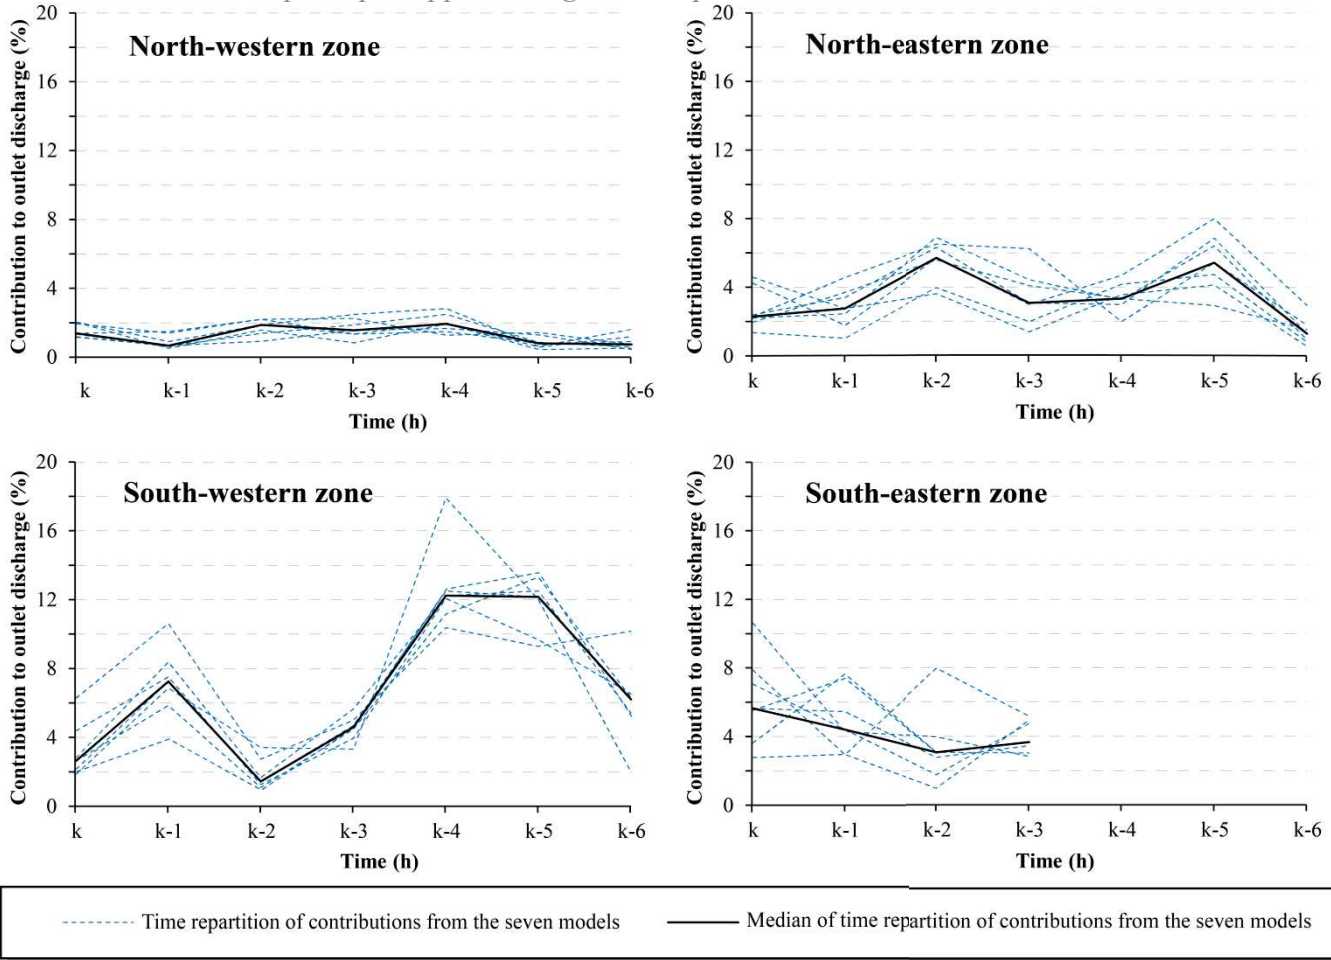 North-western zone
Contribution to outlet discharge (%)
20
16
12
8
4
0
k k-1 k-2 k-3 k-4 k-5 k-6
Time (h)
North-eastern zone
Contribution to outlet discharge (%)
20
16
12
8
4
0
k k-1 k-2 k-3 k-4 k-5 k-6
Time (h)
South-western zone
Contribution to outlet discharge (%)
20
16
12
8
4
0
k k-1 k-2 k-3 k-4 k-5 k-6
Time (h)
South-eastern zone
Contribution to outlet discharge (%)
20
16
12
8
4
0
k k-1 k-2 k-3 k-4 k-5 k-6
Time (h)
Time repartition of contributions from the seven models
Median of time repartition of contributions from the seven models